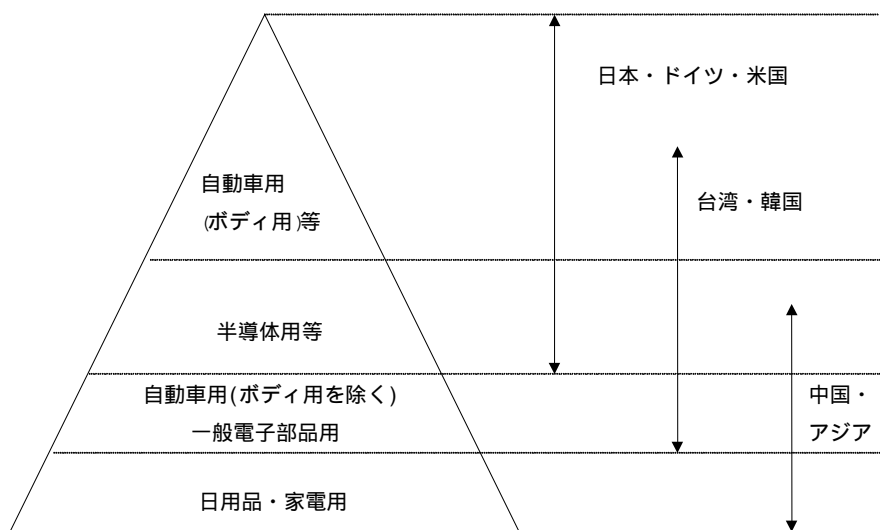 日本・ドイツ・米国
自動車用
(ボディ用)等
台湾・韓国
半導体用等
自動車用(ボディ用を除く)
一般電子部品用
中国・
アジア
日用品・家電用